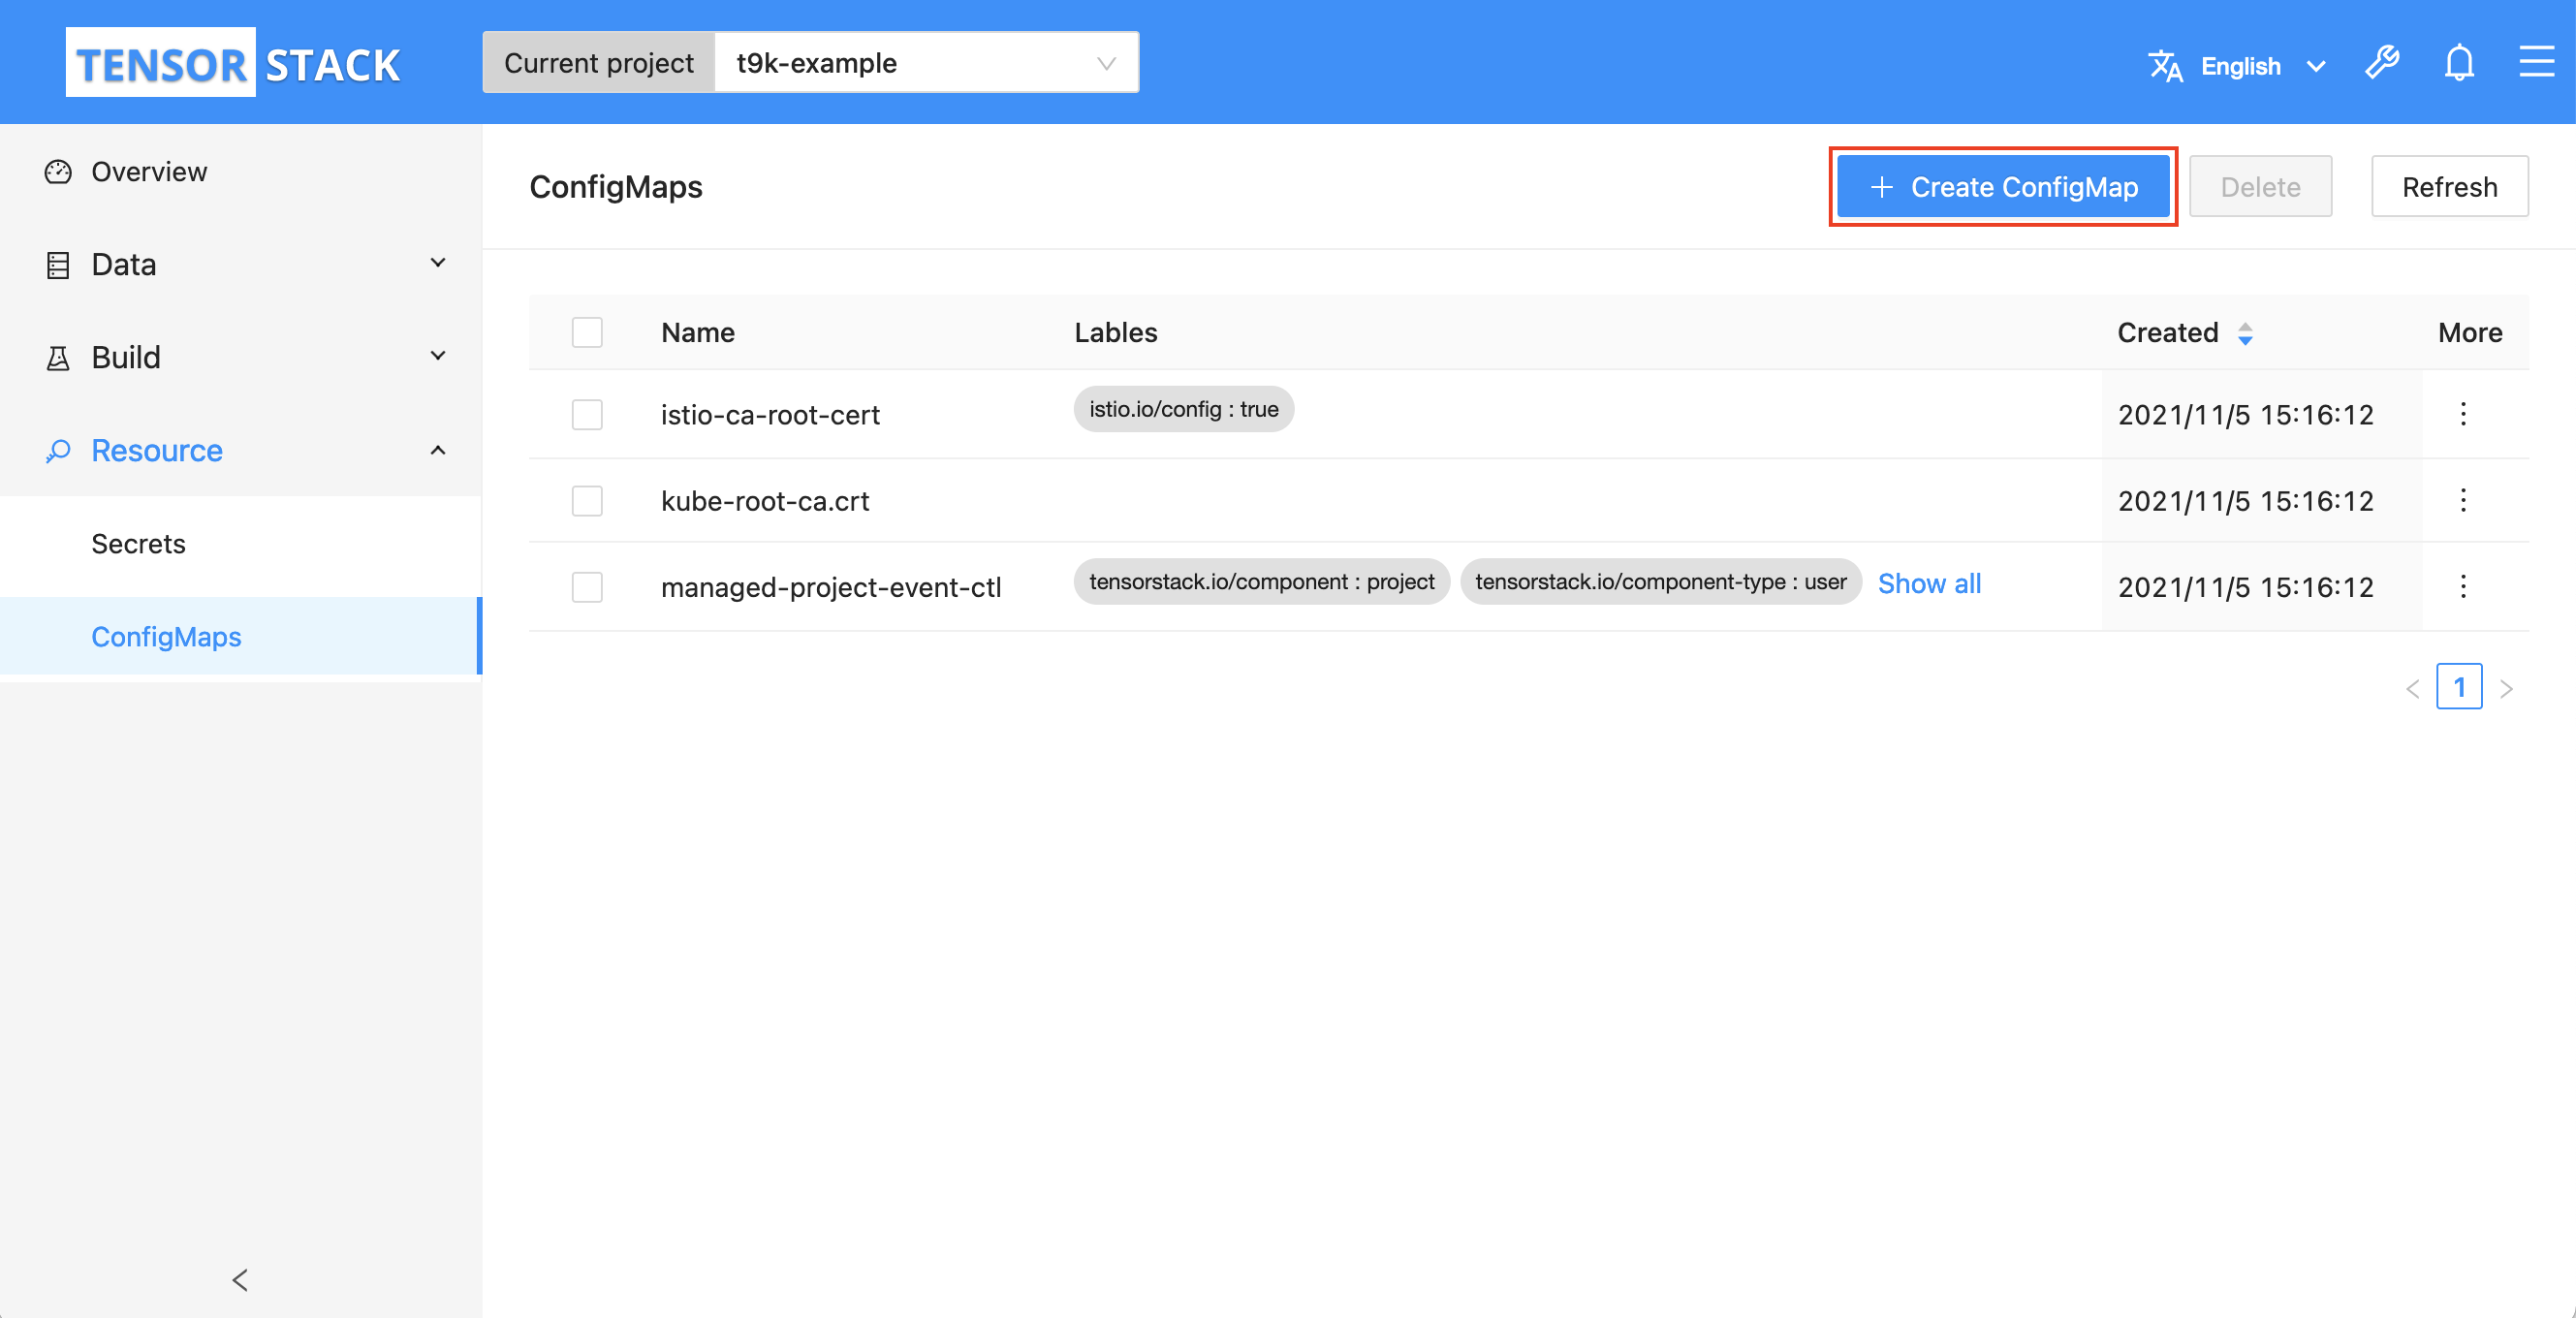 TENSOR STACK
Current project t9k-example
English
Overview
Data
Build
Resource
Secrets
ConfigMaps
ConfigMaps
Create ConfigMap
Delete
Refresh
Name Lables Created More
istio-ca-root-cert istio.io/config : true 2021/11/5 15:16:12
kube-root-ca.crt 2021/11/5 15:16:12
managed-project-event-ctl tensorstack.io/component : project tensorstack.io/component-type : user Show all 2021/11/5 15:16:12
1